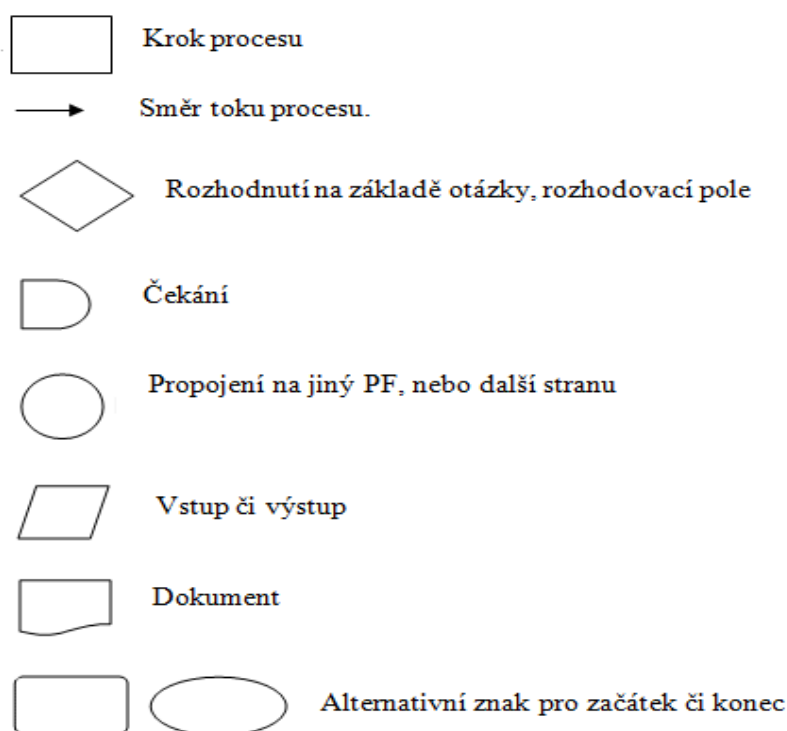 Krok procesu
Směr toku procesu.
Rozhodnutí na základě otázky, rozhodovací pole
Čekání
Propojení na jiný PF, nebo další stranu
Vstup či výstup
Dokument
Alternativní znak pro začátek či konec